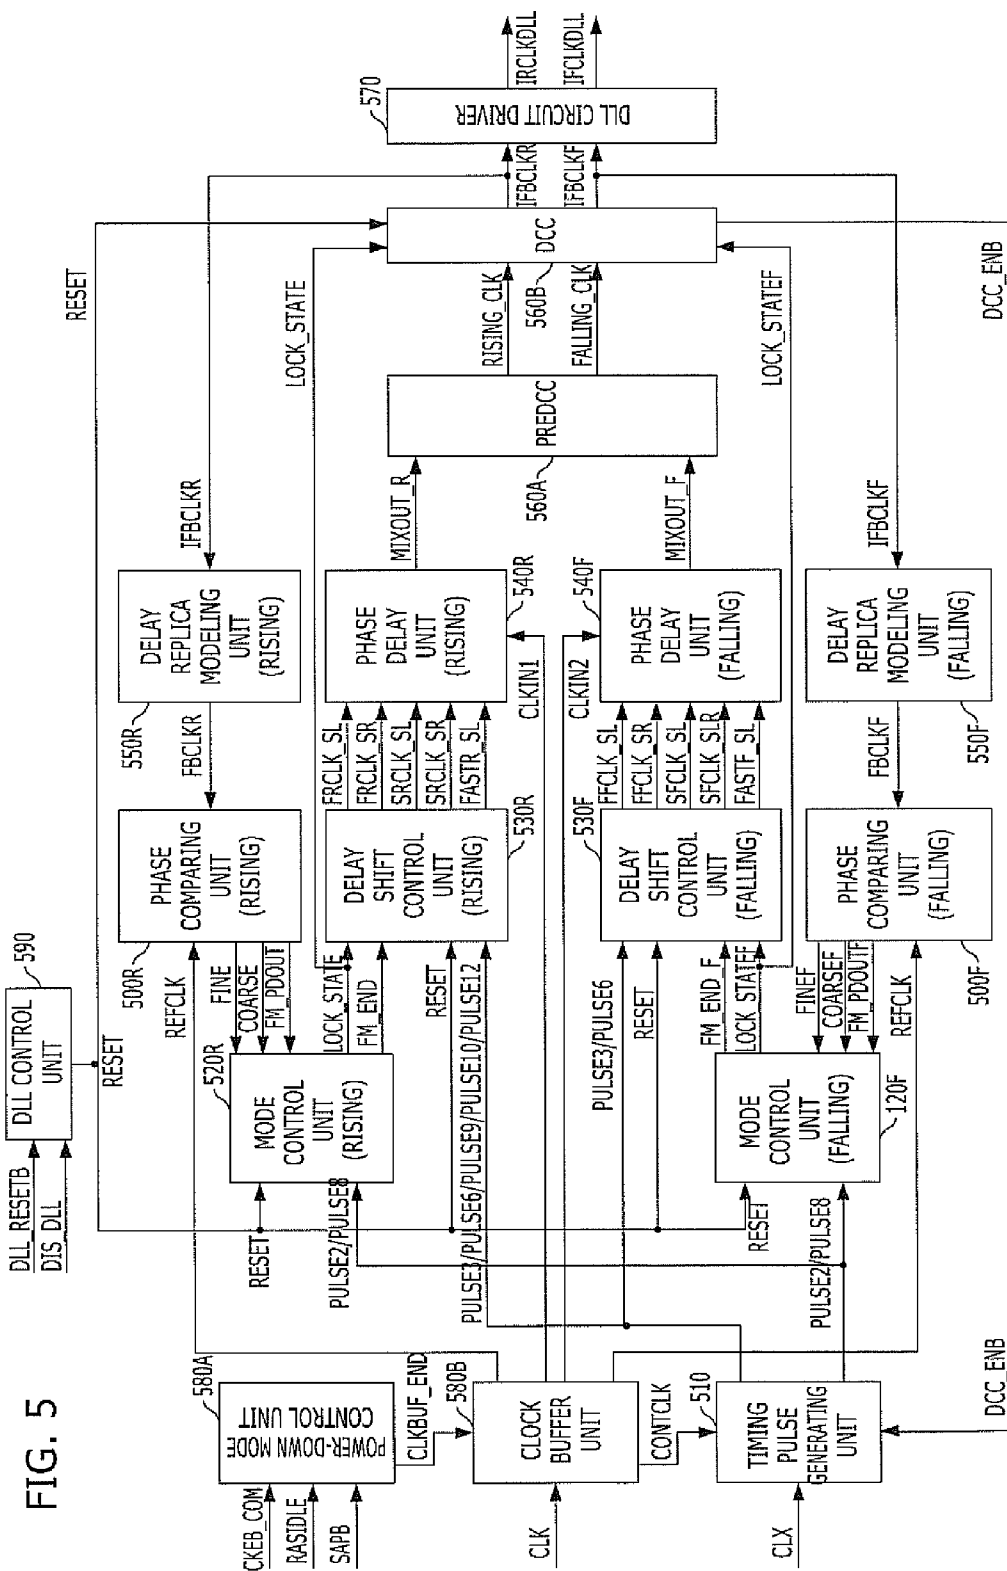 FIG. 5
DLL_RESETB
DIS_DLL
DLL CONTROL
UNIT
590
RESET
RESET
CKEB_COM
RASIDLE
SAPB
POWER-DOWN MODE
CONTROL UNIT
580A
CLKBUF_END
CLK
CLOCK
BUFFER
UNIT
580B
CONTCLK
CLX
TIMING
PULSE
GENERATING
UNIT
510
DCC_ENB
RESET
PULSE2/PULSE8
PULSE3/PULSE6/PULSE9/PULSE10/PULSE12
RESET
PULSE3/PULSE6
RESET
RESET
PULSE2/PULSE8
MODE
CONTROL
UNIT
(RISING)
520R
REFCLK
FINE
COARSE
FM_PDOUT
LOCK_STATE
FM_END
MODE
CONTROL
UNIT
(FALLING)
120F
FM_END_F
LOCK_STATEF
FINEF
COARSEF
FM_PDOUTF
REFCLK
PHASE
COMPARING
UNIT
(RISING)
500R
DELAY
SHIFT
CONTROL
UNIT
(RISING)
530R
DELAY
SHIFT
CONTROL
UNIT
(FALLING)
530F
PHASE
COMPARING
UNIT
(FALLING)
500F
FBCLKR
FRCLK_SL
FRCLK_SR
SRCLK_SL
SRCLK_SR
FASTR_SL
CLKIN1
CLKIN2
FFCLK_SL
FFCLK_SR
SFCLK_SL
SFCLK_SLR
FASTF_SL
FBCLKF
DELAY
REPLICA
MODELING
UNIT
(RISING)
550R
PHASE
DELAY
UNIT
(RISING)
540R
PHASE
DELAY
UNIT
(FALLING)
540F
DELAY
REPLICA
MODELING
UNIT
(FALLING)
550F
IFBCLKR
MIXOUT_R
MIXOUT_F
IFBCLKF
PREDCC
560A
LOCK_STATE
RISING_CLK
FALLING_CLK
LOCK_STATEF
DCC
560B
IFBCLKR
IFBCLKF
DCC_ENB
DLL CIRCUIT DRIVER
570
IRCLKDLL
IFCLKDLL